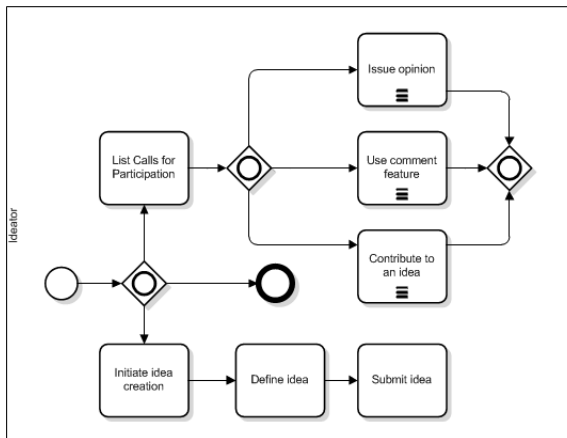 Issue opinion
List Calls for
Participation
Use comment
feature
Ideator
Contribute to
an idea
Initiate idea
creation
Define idea
Submit idea